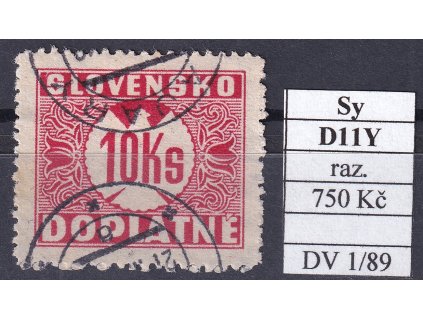 SLOVENSKO
10Ks
DOPLATNÉ
Sy
D11Y
raz.
750 Kč
DV 1/89